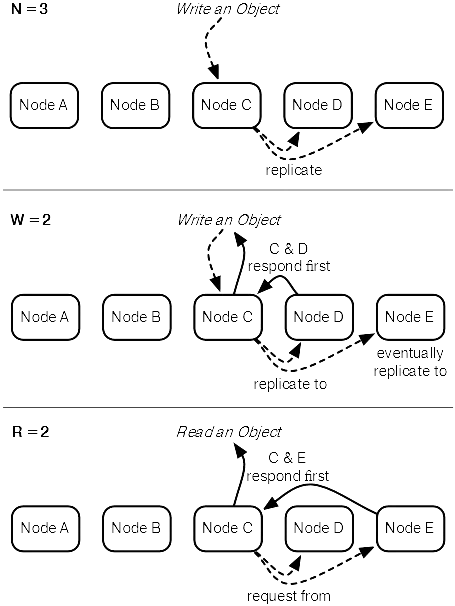 N = 3
Write an Object
Node A
Node B
Node C
Node D
Node E
replicate
W = 2
Write an Object
C & D
respond first
Node A
Node B
Node C
Node D
Node E
eventually
replicate to
replicate to
R = 2
Read an Object
C & E
respond first
Node A
Node B
Node C
Node D
Node E
request from